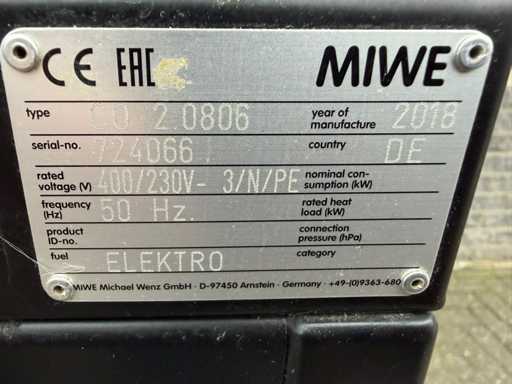 CE EAC MIWE
type CO 2.0806 year of manufacture 2018
serial-no. 724066 country DE
rated voltage (V) 400/230V- 3/N/PE nominal con-sumption (kW)
frequency (Hz) 50 Hz. rated heat load (kW)
product ID-no. connection pressure (hPa)
fuel ELEKTRO category
MIWE Michael Wenz GmbH · D-97450 Arnstein · Germany · +49-(0)9363-680